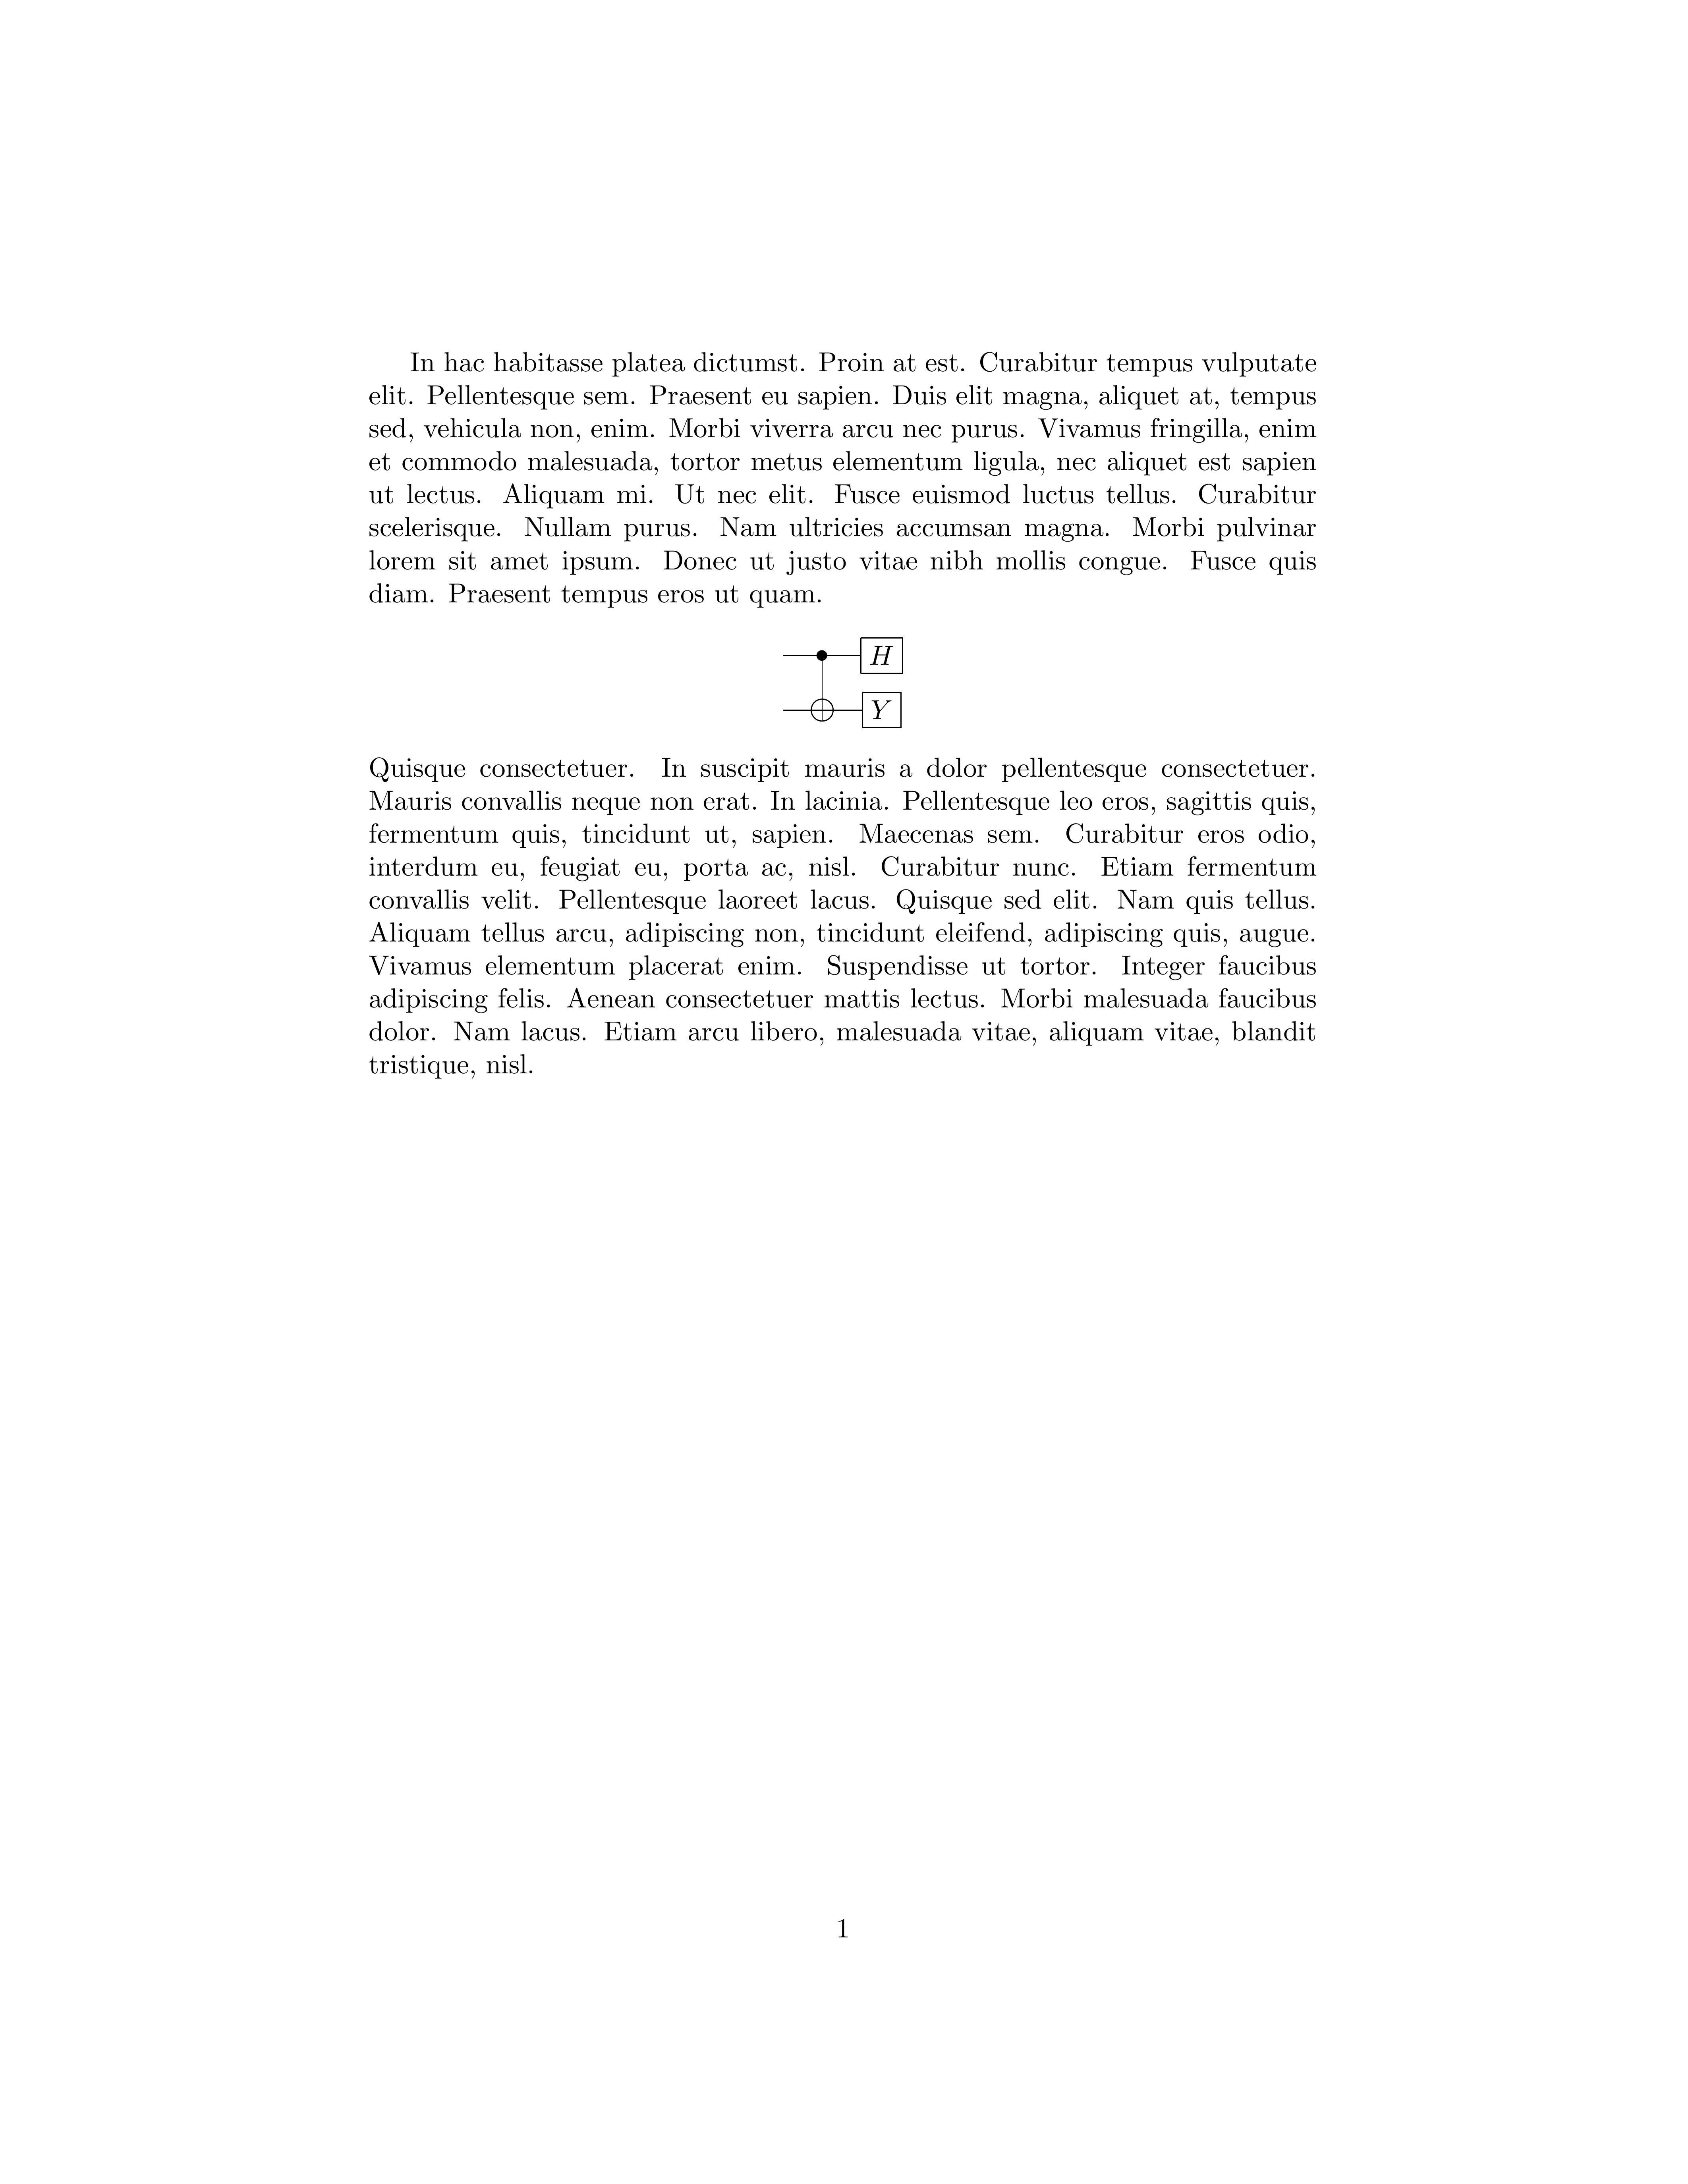 In hac habitasse platea dictumst. Proin at est. Curabitur tempus vulputate
elit. Pellentesque sem. Praesent eu sapien. Duis elit magna, aliquet at, tempus
sed, vehicula non, enim. Morbi viverra arcu nec purus. Vivamus fringilla, enim
et commodo malesuada, tortor metus elementum ligula, nec aliquet est sapien
ut lectus. Aliquam mi. Ut nec elit. Fusce euismod luctus tellus. Curabitur
scelerisque. Nullam purus. Nam ultricies accumsan magna. Morbi pulvinar
lorem sit amet ipsum. Donec ut justo vitae nibh mollis congue. Fusce quis
diam. Praesent tempus eros ut quam.
H
Y
Quisque consectetuer. In suscipit mauris a dolor pellentesque consectetuer.
Mauris convallis neque non erat. In lacinia. Pellentesque leo eros, sagittis quis,
fermentum quis, tincidunt ut, sapien. Maecenas sem. Curabitur eros odio,
interdum eu, feugiat eu, porta ac, nisl. Curabitur nunc. Etiam fermentum
convallis velit. Pellentesque laoreet lacus. Quisque sed elit. Nam quis tellus.
Aliquam tellus arcu, adipiscing non, tincidunt eleifend, adipiscing quis, augue.
Vivamus elementum placerat enim. Suspendisse ut tortor. Integer faucibus
adipiscing felis. Aenean consectetuer mattis lectus. Morbi malesuada faucibus
dolor. Nam lacus. Etiam arcu libero, malesuada vitae, aliquam vitae, blandit
tristique, nisl.
1